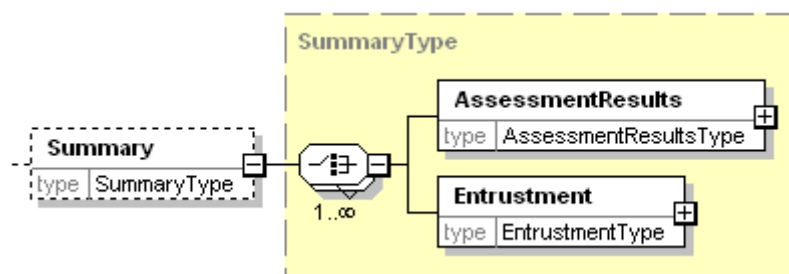 SummaryType
AssessmentResults
type AssessmentResultsType
Summary
type SummaryType
1..∞
Entrustment
type EntrustmentType